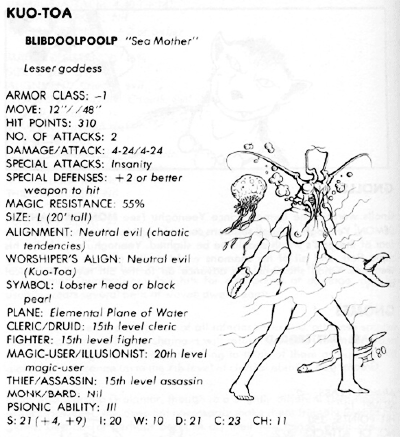 KUO-TOA
BLIBDOOLPOOLP "Sea Mother"
Lesser goddess
ARMOR CLASS: –1
MOVE: 12"/ /48"
HIT POINTS: 310
NO. OF ATTACKS: 2
DAMAGE/ATTACK: 4-24/4-24
SPECIAL ATTACKS: Insanity
SPECIAL DEFENSES: +2 or better
weapon to hit
MAGIC RESISTANCE: 55%
SIZE: L (20' tall)
ALIGNMENT: Neutral evil (chaotic
tendencies)
WORSHIPER'S ALIGN: Neutral evil
(Kuo-Toa)
SYMBOL: Lobster head or black
pearl
PLANE: Elemental Plane of Water
CLERIC/DRUID: 15th level cleric
FIGHTER: 15th level fighter
MAGIC-USER/ILLUSIONIST: 20th level
magic-user
THIEF/ASSASSIN: 15th level assassin
MONK/BARD: Nil
PSIONIC ABILITY: III
S: 21 (+4, +9) I: 20 W: 10 D: 21 C: 23 CH: 11
80